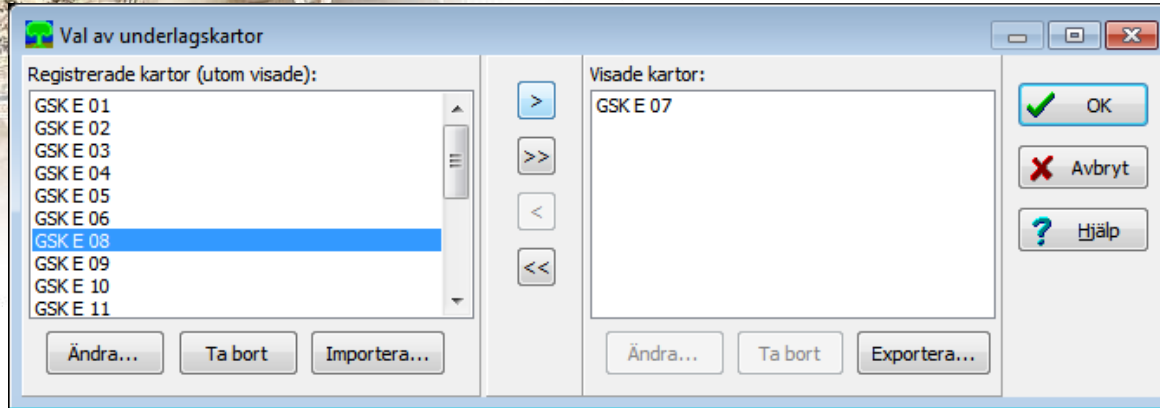 Val av underlagskartor
Registrerade kartor (utom visade):
GSK E 01
GSK E 02
GSK E 03
GSK E 04
GSK E 05
GSK E 06
GSK E 08
GSK E 09
GSK E 10
GSK E 11
Ändra...
Ta bort
Importera...
>
>>
<
<<
Visade kartor:
GSK E 07
Ändra...
Ta bort
Exportera...
OK
Avbryt
Hjälp